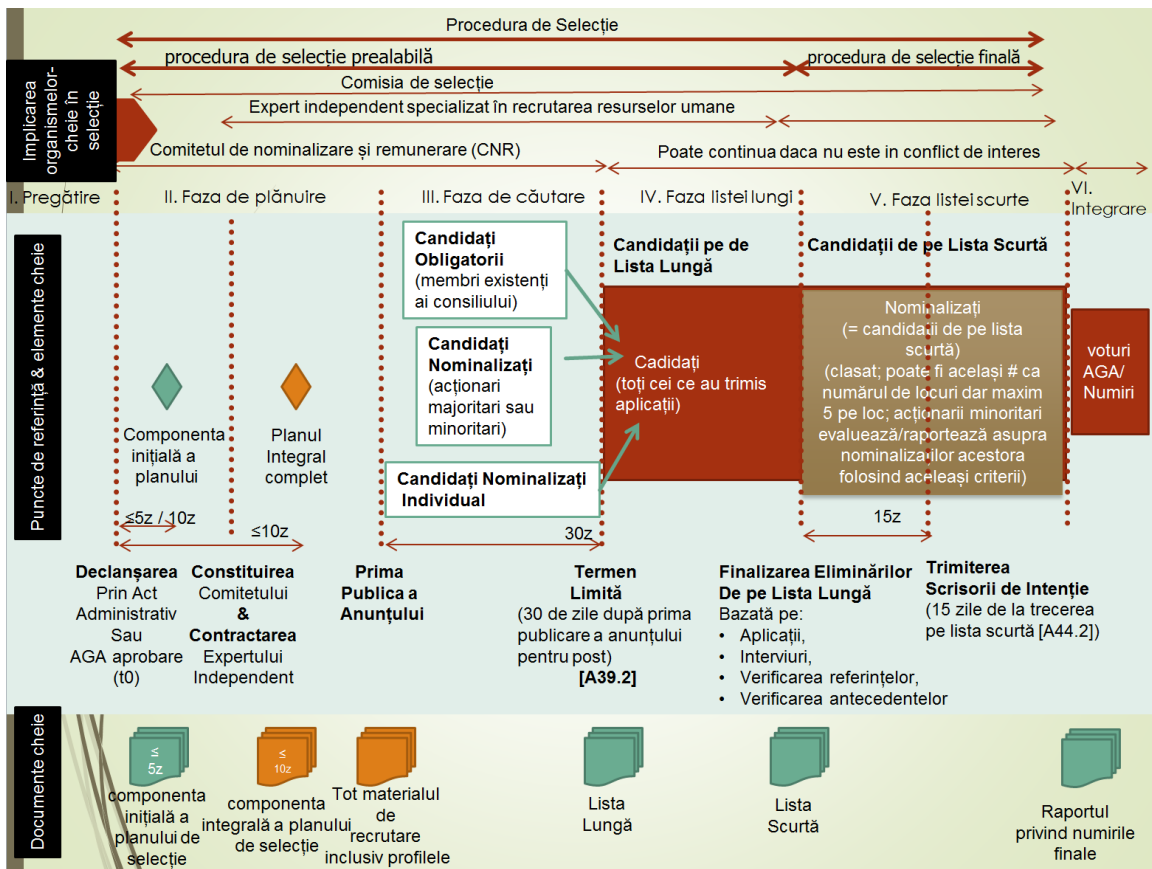 Procedura de Selecție
procedura de selecție prealabilă
procedura de selecție finală
Implicarea
organismelor-
cheie în
selecție
Comisia de selecție
Expert independent specializat în recrutarea resurselor umane
Comitetul de nominalizare și remunerare (CNR)
Poate continua daca nu este in conflict de interes
I. Pregătire
II. Faza de plănuire
III. Faza de căutare
IV. Faza listei lungi
V. Faza listei scurte
VI.
Integrare
Puncte de referință & elemente cheie
Componenta
inițială a
planului
Planul
Integral
complet
Candidați
Obligatorii
(membri existenți
ai consiliului)
Candidați
Nominalizați
(acționari
majoritari sau
minoritari)
Candidați Nominalizați
Individual
Candidații pe de
Lista Lungă
Cadidați
(toți cei ce au trimis
aplicații)
Candidații de pe Lista Scurtă
Nominalizați
(= candidații de pe lista
scurtă)
(clasat; poate fi același # ca
numărul de locuri dar maxim
5 pe loc; acționarii minoritari
evaluează/raportează asupra
nominalizărilor acestora
folosind aceleași criterii)
voturi
AGA/
Numiri
≤5z / 10z
≤10z
30z
15z
Declanșarea
Prin Act
Administrativ
Sau
AGA aprobare
(t0)
Constituirea
Comitetului
&
Contractarea
Expertului
Independent
Prima
Publica a
Anunțului
Termen
Limită
(30 de zile după prima
publicare a anunțului
pentru post)
[A39.2]
Finalizarea Eliminărilor
De pe Lista Lungă
Bazată pe:
• Aplicații,
• Interviuri,
• Verificarea referințelor,
• Verificarea antecedentelor
Trimiterea
Scrisorii de Intenție
(15 zile de la trecerea
pe lista scurtă [A44.2])
Documente cheie
≤
5z
componenta
inițială a
planului de
selecție
≤
10z
componenta
integrală a planului
de selecție
Tot materialul
de
recrutare
inclusiv profilele
Lista
Lungă
Lista
Scurtă
Raportul
privind numirile
finale